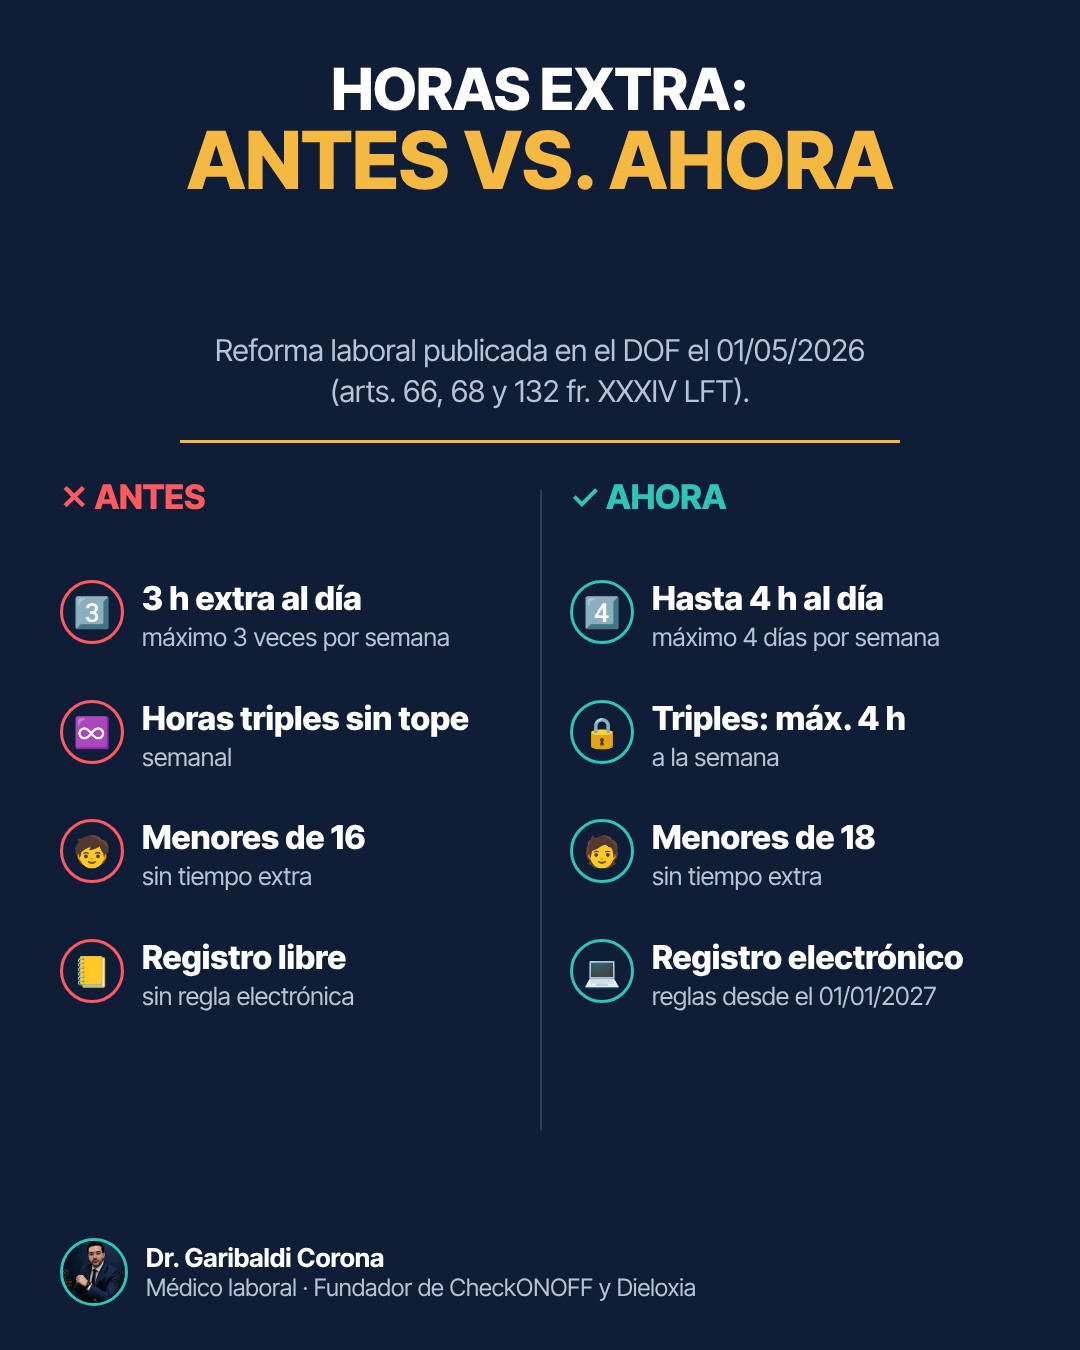 HORAS EXTRA:
ANTES VS. AHORA
Reforma laboral publicada en el DOF el 01/05/2026
(arts. 66, 68 y 132 fr. XXXIV LFT).
✕ ANTES
3
3 h extra al día
máximo 3 veces por semana
Horas triples sin tope
semanal
Menores de 16
sin tiempo extra
Registro libre
sin regla electrónica
✓ AHORA
4
Hasta 4 h al día
máximo 4 días por semana
Triples: máx. 4 h
a la semana
Menores de 18
sin tiempo extra
Registro electrónico
reglas desde el 01/01/2027
Dr. Garibaldi Corona
Médico laboral · Fundador de CheckONOFF y Dieloxia